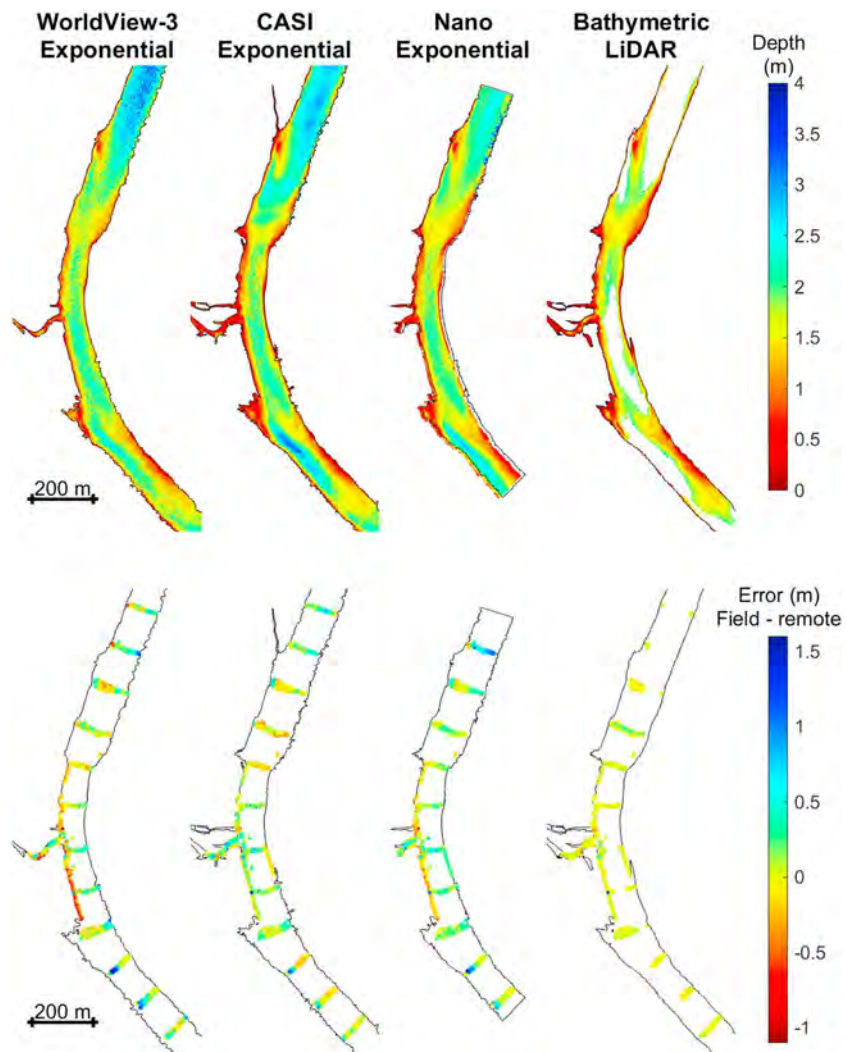 WorldView-3
Exponential
CASI
Exponential
Nano
Exponential
Bathymetric
LiDAR
Depth
(m)
4
3.5
3
2.5
2
1.5
1
0.5
0
200 m
Error (m)
Field - remote
1.5
1
0.5
0
-0.5
-1
200 m